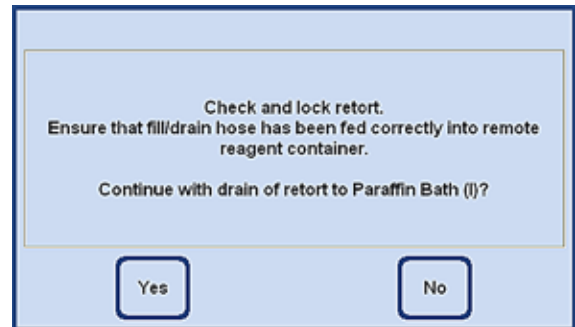 Check and lock retort.
Ensure that fill/drain hose has been fed correctly into remote
reagent container.
Continue with drain of retort to Paraffin Bath (I)?
Yes
No